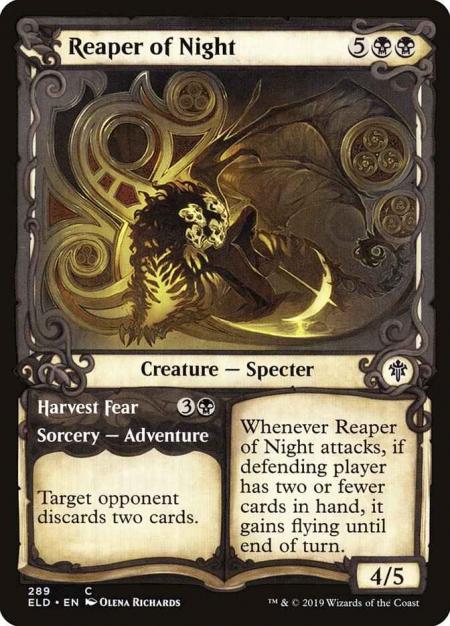 Reaper of Night 5
Creature — Specter
Harvest Fear 3
Sorcery — Adventure
Target opponent
discards two cards.
Whenever Reaper
of Night attacks, if
defending player
has two or fewer
cards in hand, it
gains flying until
end of turn.
4/5
289 C
ELD • EN Olena Richards
™ & © 2019 Wizards of the Coast